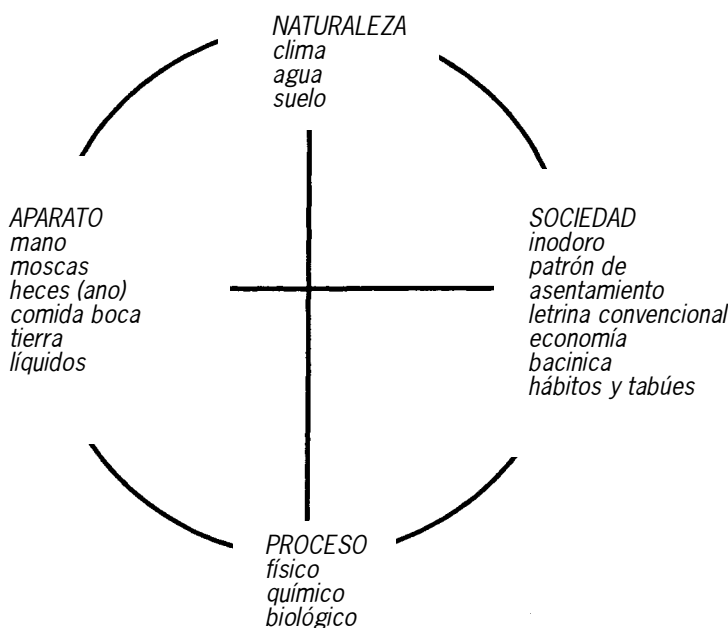 NATURALEZA
clima
agua
suelo
APARATO
mano
moscas
heces (ano)
comida boca
tierra
líquidos
SOCIEDAD
inodoro
patrón de
asentamiento
letrina convencional
economía
bacinica
hábitos y tabúes
PROCESO
físico
químico
biológico